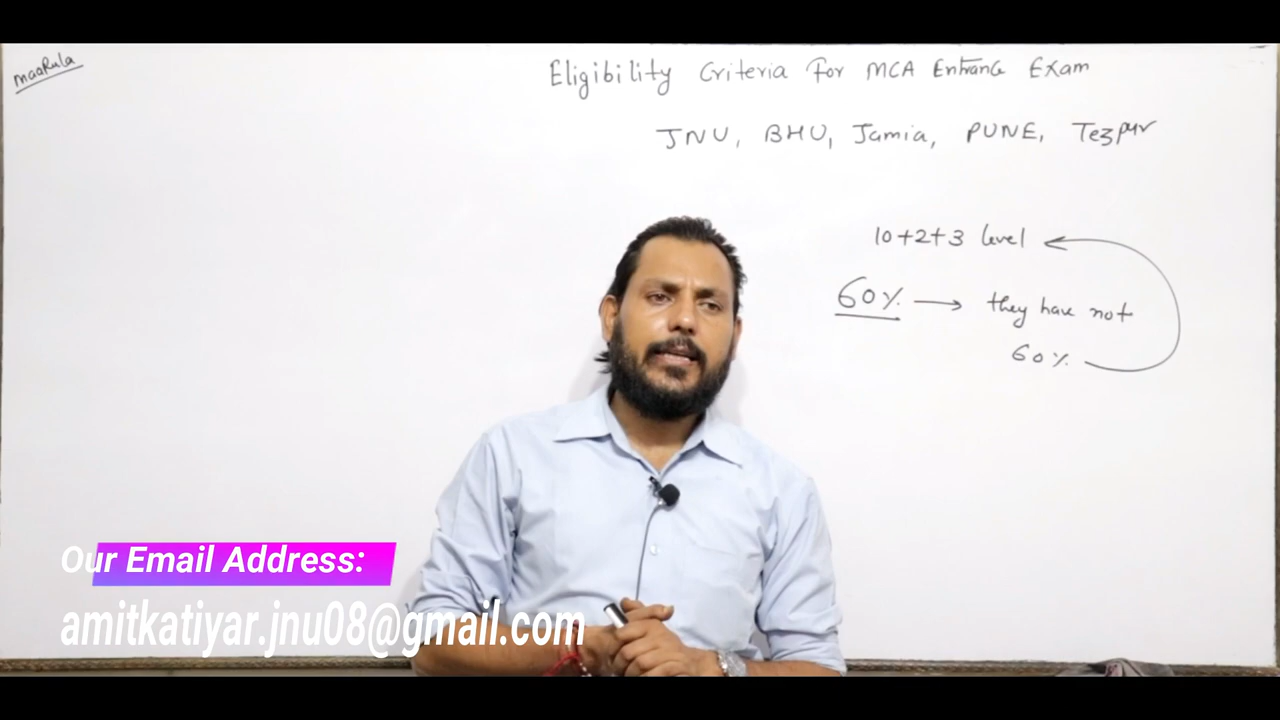 maaRula
Eligibility Criteria For MCA Entrance Exam
JNU, BHU, Jamia, PUNE, Tezpur
10+2+3 level
60% → they have not
60%
Our Email Address:
amitkatiyar.jnu08@gmail.com